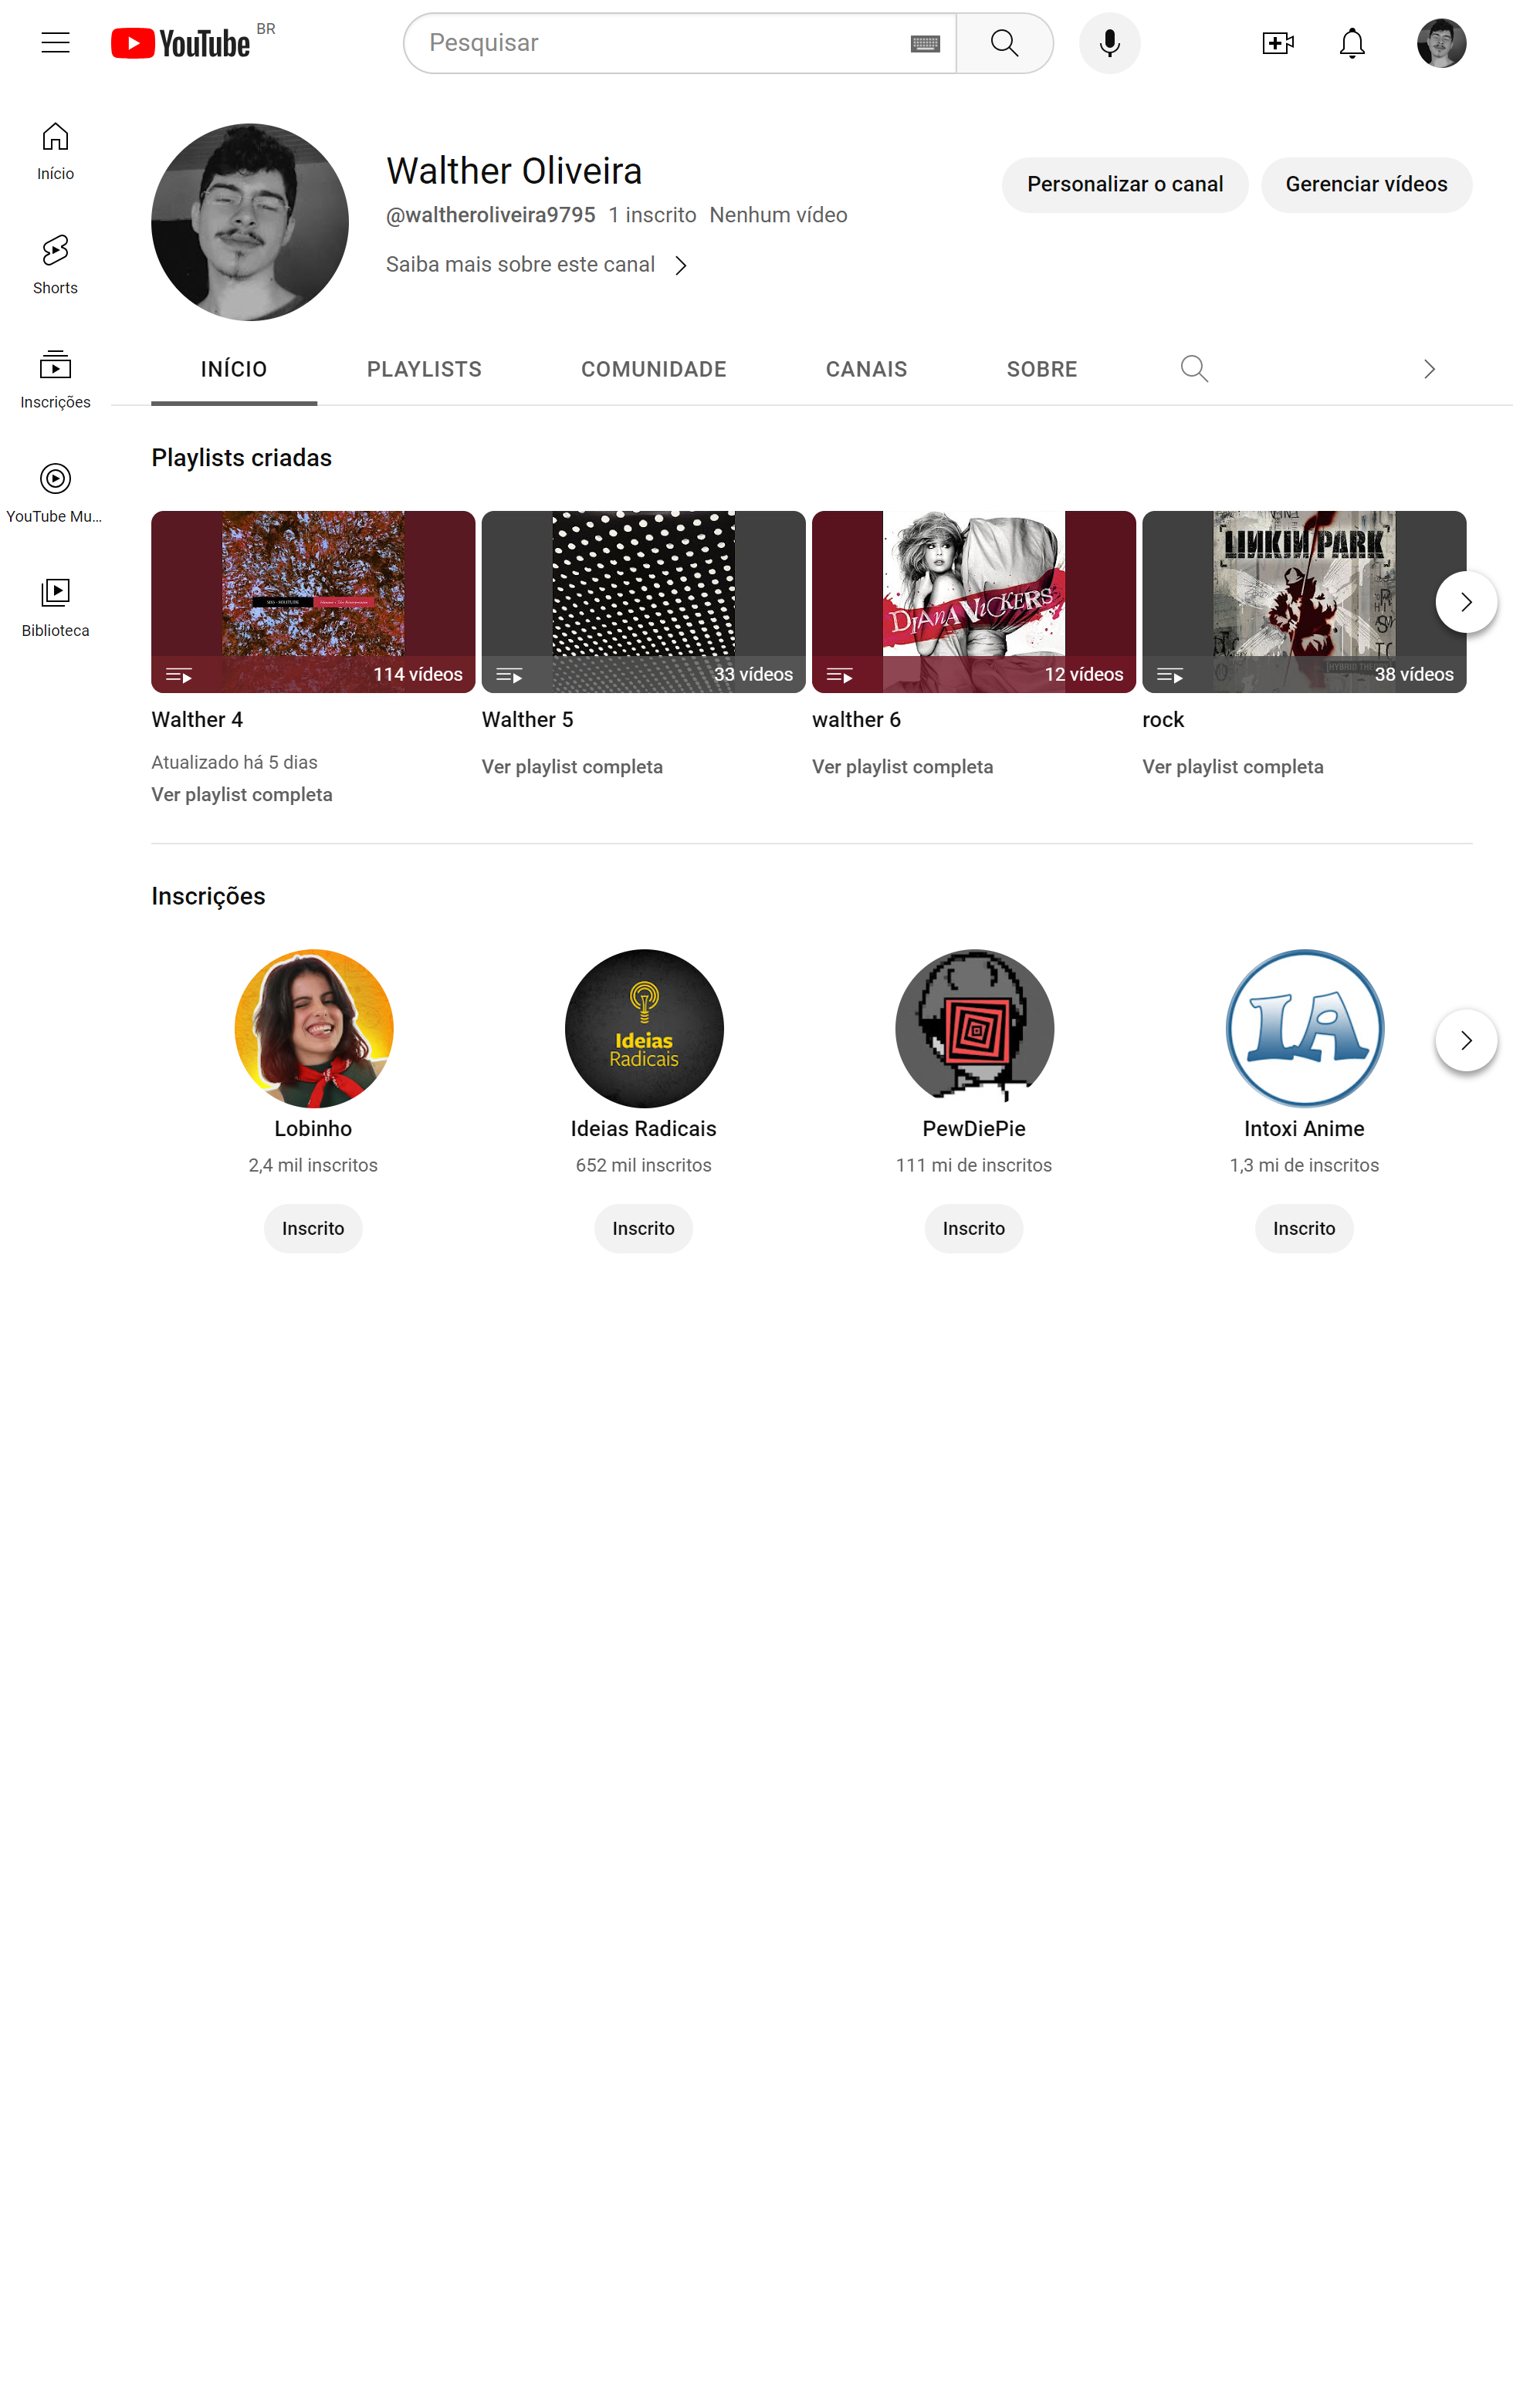 YouTube BR
Pesquisar
Início
Shorts
Inscrições
YouTube Mu...
Biblioteca
Walther Oliveira
@waltheroliveira9795 1 inscrito Nenhum vídeo
Saiba mais sobre este canal
Personalizar o canal
Gerenciar vídeos
INÍCIO PLAYLISTS COMUNIDADE CANAIS SOBRE
Playlists criadas
114 vídeos
33 vídeos
DIANA VICKERS
12 vídeos
LINKIN PARK
[HYBRID THEORY]
38 vídeos
Walther 4
Atualizado há 5 dias
Ver playlist completa
Walther 5
Ver playlist completa
walther 6
Ver playlist completa
rock
Ver playlist completa
Inscrições
Ideias
Radicais
IA
Lobinho
2,4 mil inscritos
Inscrito
Ideias Radicais
652 mil inscritos
Inscrito
PewDiePie
111 mi de inscritos
Inscrito
Intoxi Anime
1,3 mi de inscritos
Inscrito